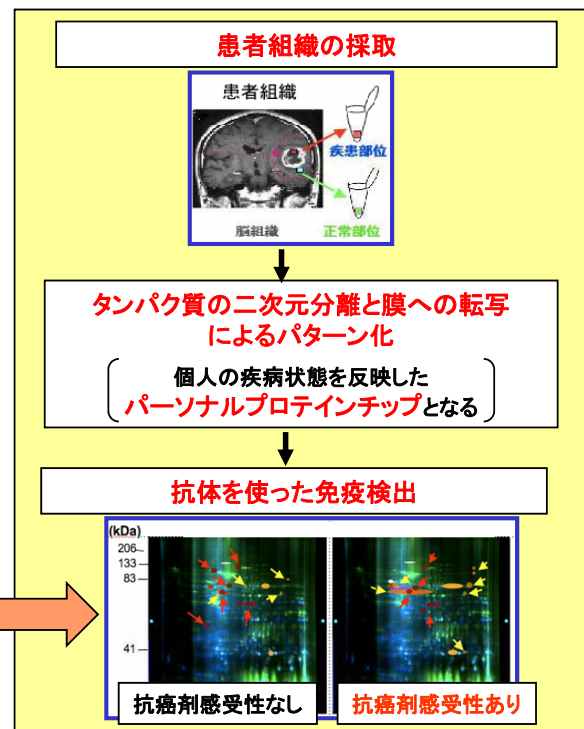 患者組織の採取
患者組織
疾患部位
脳組織
正常部位
タンパク質の二次元分離と膜への転写
によるパターン化
個人の疾病状態を反映した
パーソナルプロテインチップとなる
抗体を使った免疫検出
(kDa)
206
133
83
41
抗癌剤感受性なし
抗癌剤感受性あり